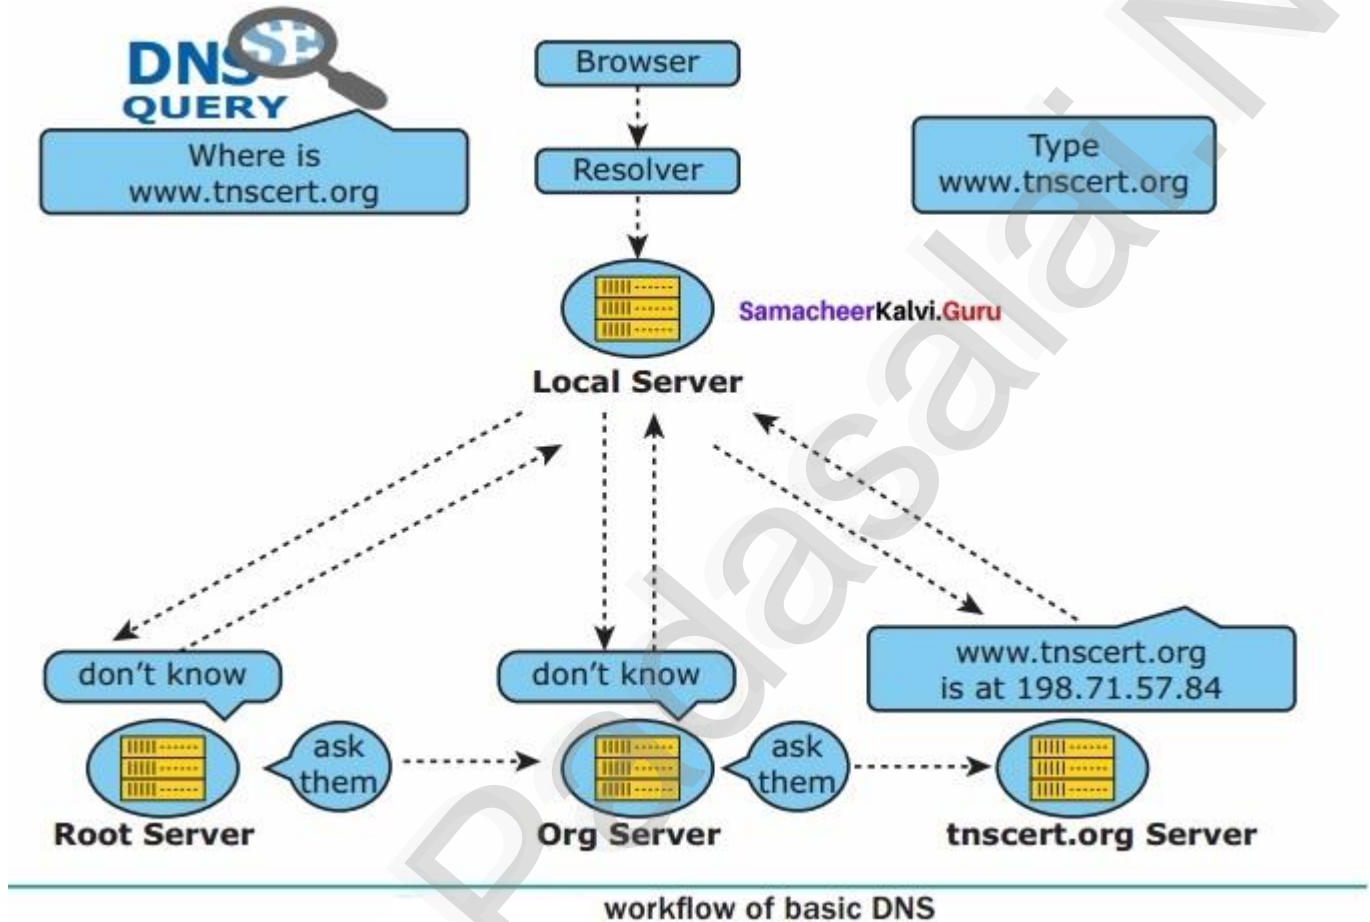 DNS
SE
QUERY
Where is
www.tnscert.org
Browser
Resolver
Type
www.tnscert.org
SamacheerKalvi.Guru
Local Server
don't know
don't know
www.tnscert.org
is at 198.71.57.84
ask
them
ask
them
Root Server
Org Server
tnscert.org Server
workflow of basic DNS
Padasalai.N